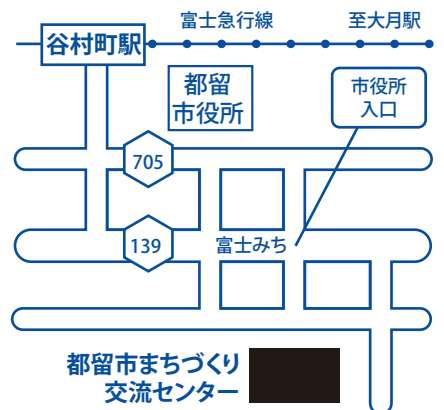 富士急行線
至大月駅
谷村町駅
都留
市役所
市役所
入口
705
139
富士みち
都留市まちづくり
交流センター